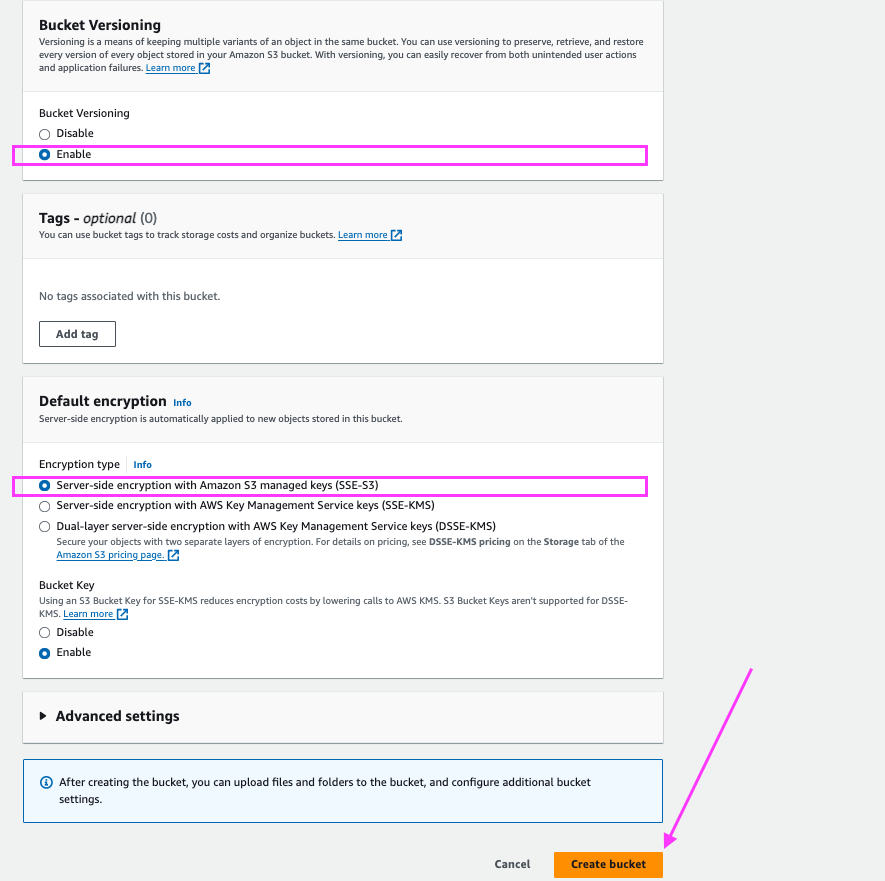 Bucket Versioning
Versioning is a means of keeping multiple variants of an object in the same bucket. You can use versioning to preserve, retrieve, and restore
every version of every object stored in your Amazon S3 bucket. With versioning, you can easily recover from both unintended user actions
and application failures. Learn more
Bucket Versioning
Disable
Enable
Tags - optional (0)
You can use bucket tags to track storage costs and organize buckets. Learn more
No tags associated with this bucket.
Add tag
Default encryption Info
Server-side encryption is automatically applied to new objects stored in this bucket.
Encryption type Info
Server-side encryption with Amazon S3 managed keys (SSE-S3)
Server-side encryption with AWS Key Management Service keys (SSE-KMS)
Dual-layer server-side encryption with AWS Key Management Service keys (DSSE-KMS)
Secure your objects with two separate layers of encryption. For details on pricing, see DSSE-KMS pricing on the Storage tab of the
Amazon S3 pricing page.
Bucket Key
Using an S3 Bucket Key for SSE-KMS reduces encryption costs by lowering calls to AWS KMS. S3 Bucket Keys aren't supported for DSSE-
KMS. Learn more
Disable
Enable
Advanced settings
After creating the bucket, you can upload files and folders to the bucket, and configure additional bucket
settings.
Cancel Create bucket